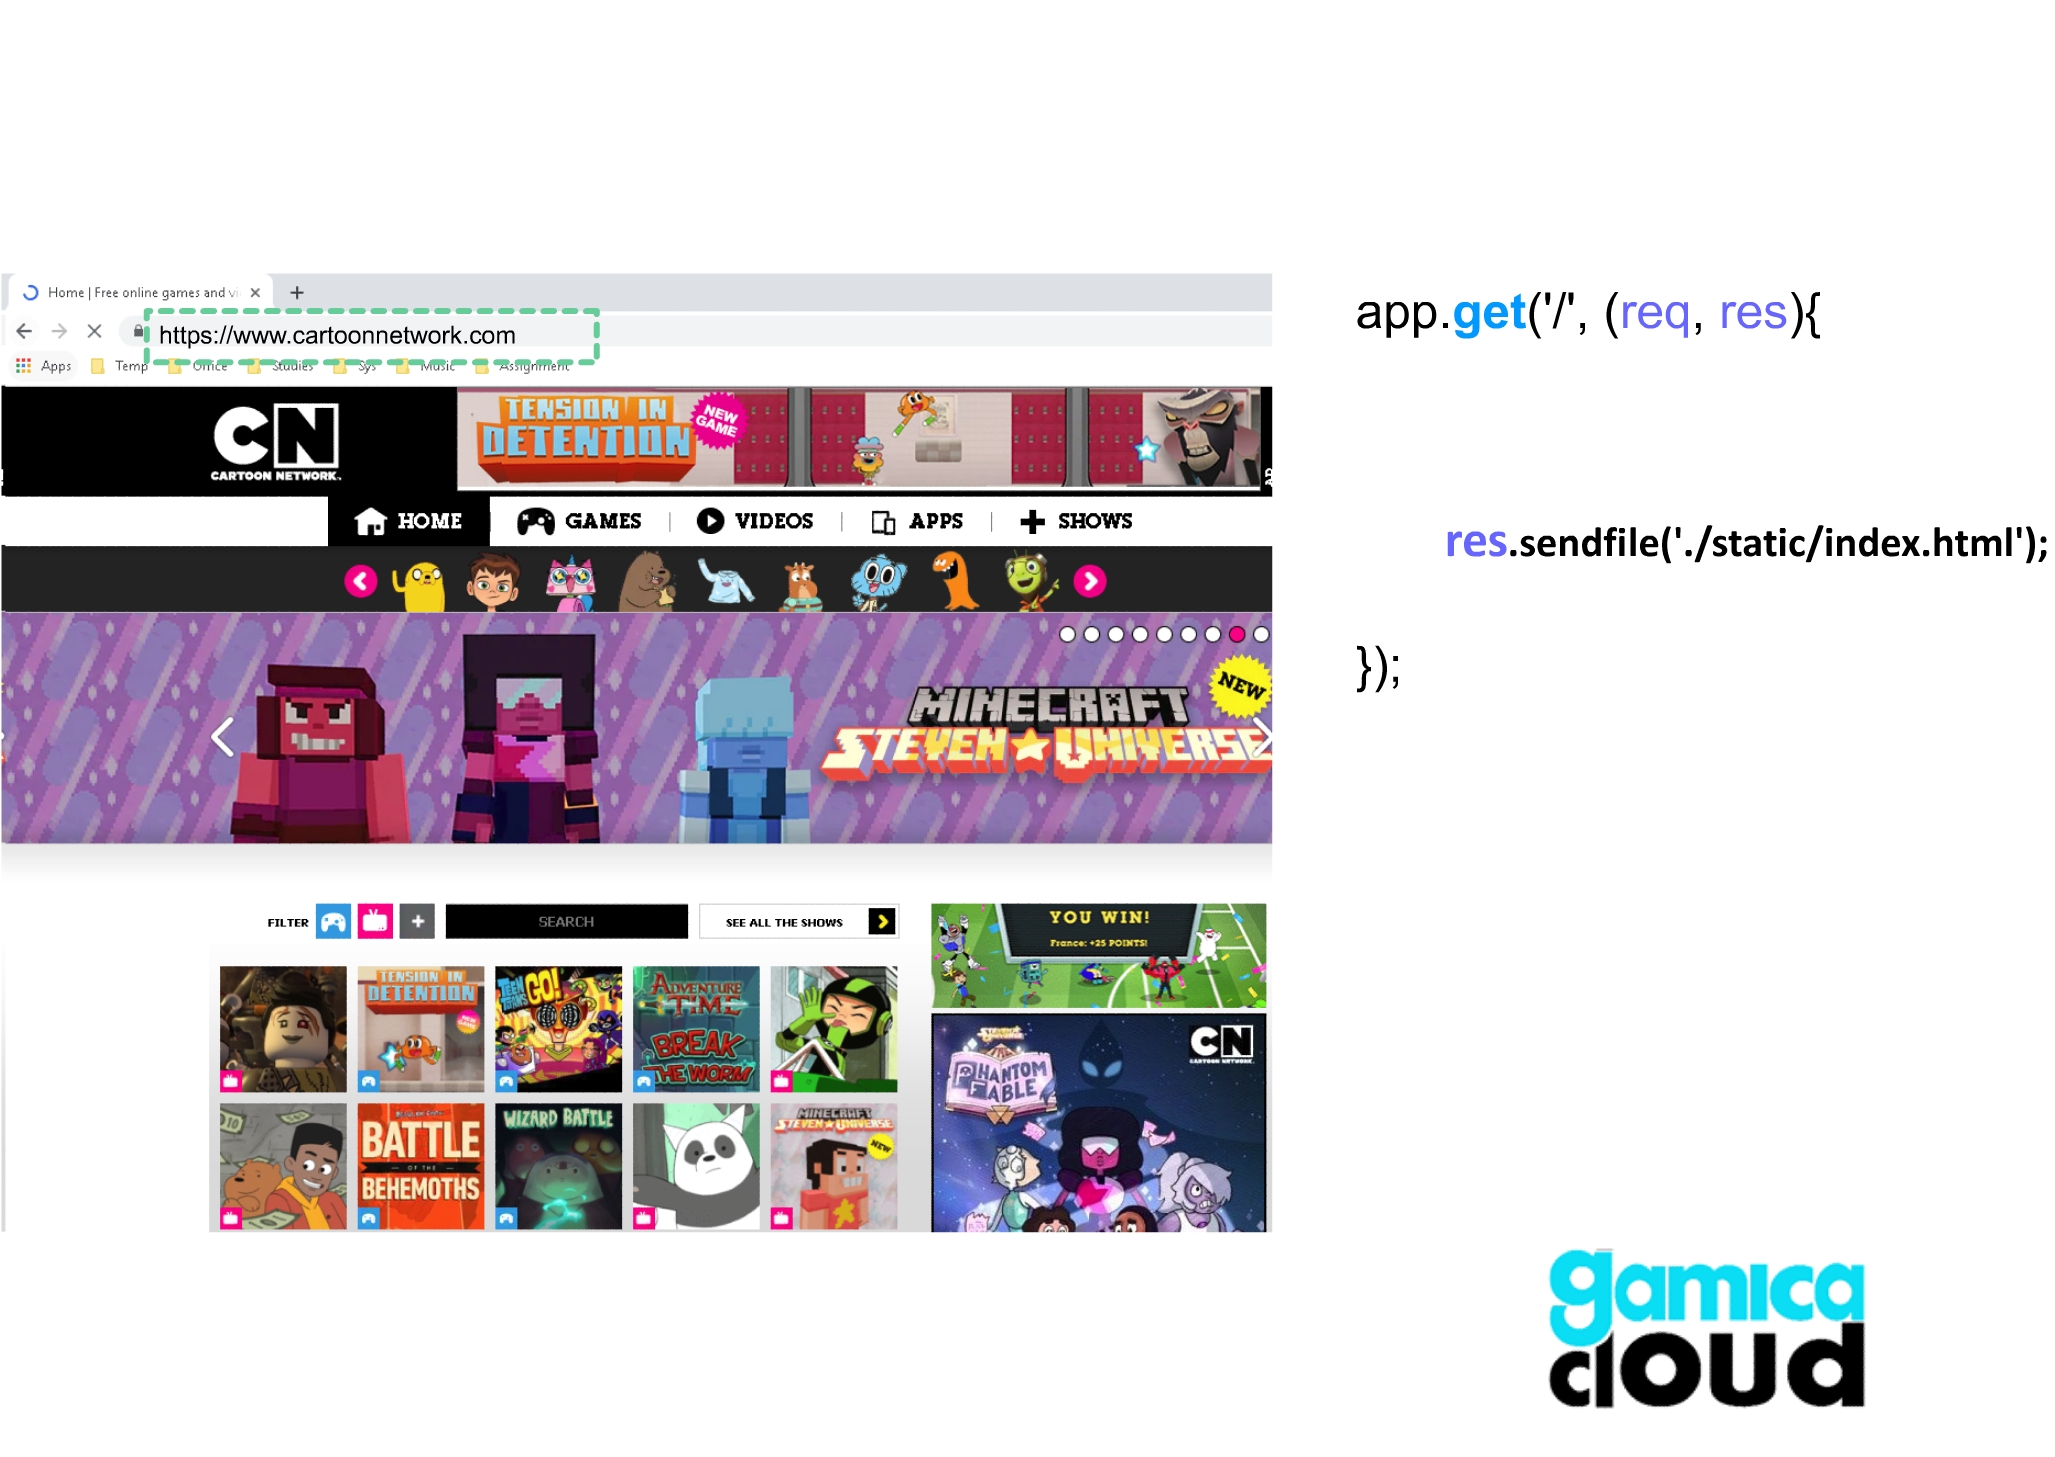 Home | Free online games and vi
https://www.cartoonnetwork.com
Apps Temp Office Studies Sys Music Assignment
CN
CARTOON NETWORK
TENSION IN
DETENTION
NEW
GAME
HOME
GAMES
VIDEOS
APPS
SHOWS
NEW
MINECRAFT
STEVEN UNIVERSE
FILTER
SEARCH
SEE ALL THE SHOWS
YOU WIN!
France: +25 POINTS!
TENSION IN
DETENTION
NEW
GAME
TEEN TITANS GO!
ADVENTURE
TIME
BREAK
THE WORM
BATTLE
OF THE
BEHEMOTHS
WIZARD BATTLE
MINECRAFT
STEVEN UNIVERSE
NEW
STEVEN UNIVERSE
PHANTOM
FABLE
CN
CARTOON NETWORK
app.get('/', (req, res){
res.sendfile('./static/index.html');
});
gamica
cloud